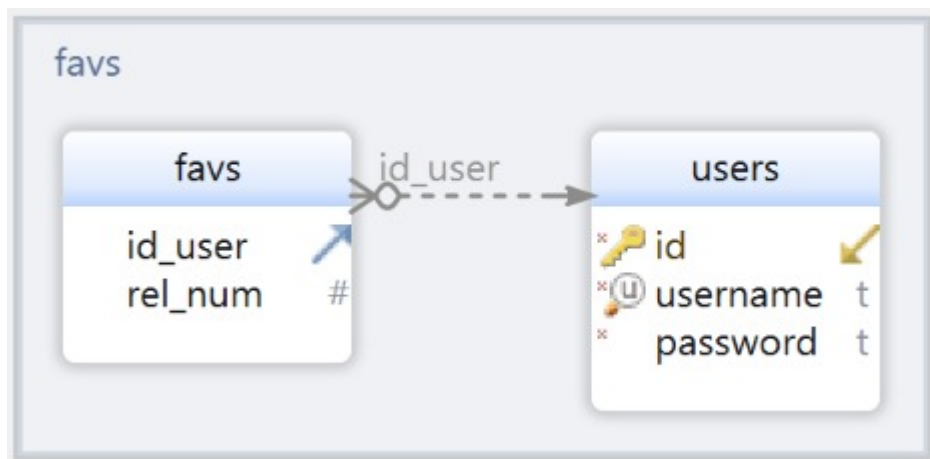 favs
favs
id_user
users
id_user
rel_num #
id
username t
password t